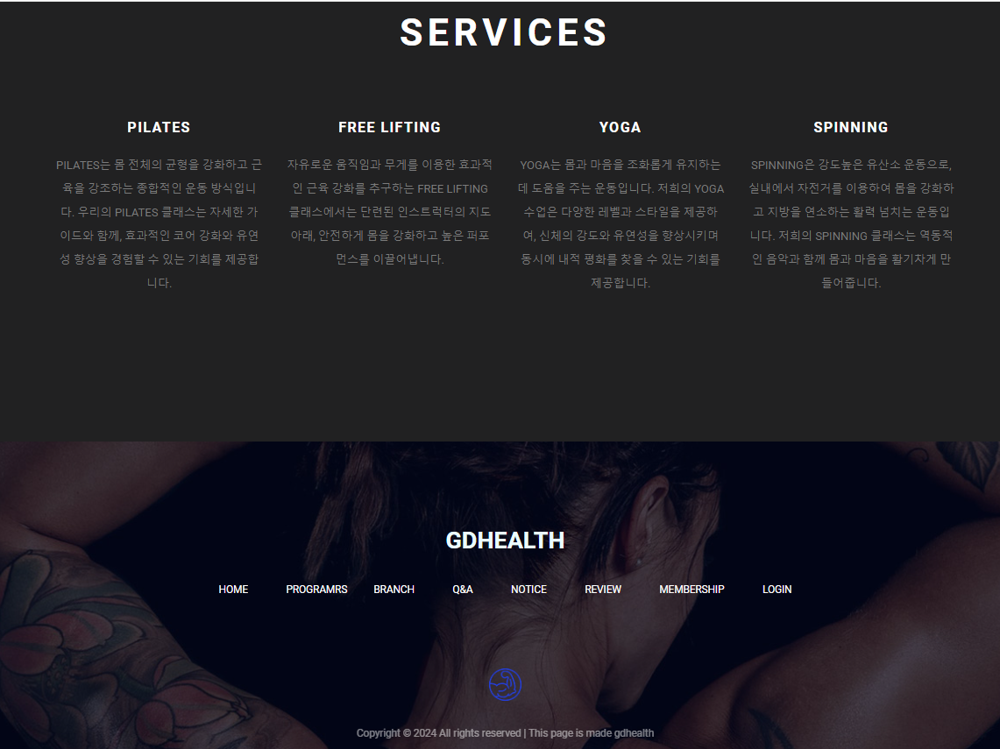 SERVICES
PILATES
PILATES는 몸 전체의 균형을 강화하고 근
육을 강조하는 종합적인 운동 방식입니
다. 우리의 PILATES 클래스는 자세한 가
이드와 함께, 효과적인 코어 강화와 유연
성 향상을 경험할 수 있는 기회를 제공합
니다.
FREE LIFTING
자유로운 움직임과 무게를 이용한 효과적
인 근육 강화를 추구하는 FREE LIFTING
클래스에서는 단련된 인스트럭터의 지도
아래, 안전하게 몸을 강화하고 높은 퍼포
먼스를 이끌어냅니다.
YOGA
YOGA는 몸과 마음을 조화롭게 유지하는
데 도움을 주는 운동입니다. 저희의 YOGA
수업은 다양한 레벨과 스타일을 제공하
여, 신체의 강도와 유연성을 향상시키며
동시에 내적 평화를 찾을 수 있는 기회를
제공합니다.
SPINNING
SPINNING은 강도높은 유산소 운동으로,
실내에서 자전거를 이용하여 몸을 강화하
고 지방을 연소하는 활력 넘치는 운동입
니다. 저희의 SPINNING 클래스는 역동적
인 음악과 함께 몸과 마음을 활기차게 만
들어줍니다.
GDHEALTH
HOME PROGRAMRS BRANCH Q&A NOTICE REVIEW MEMBERSHIP LOGIN
Copyright © 2024 All rights reserved | This page is made gdhealth